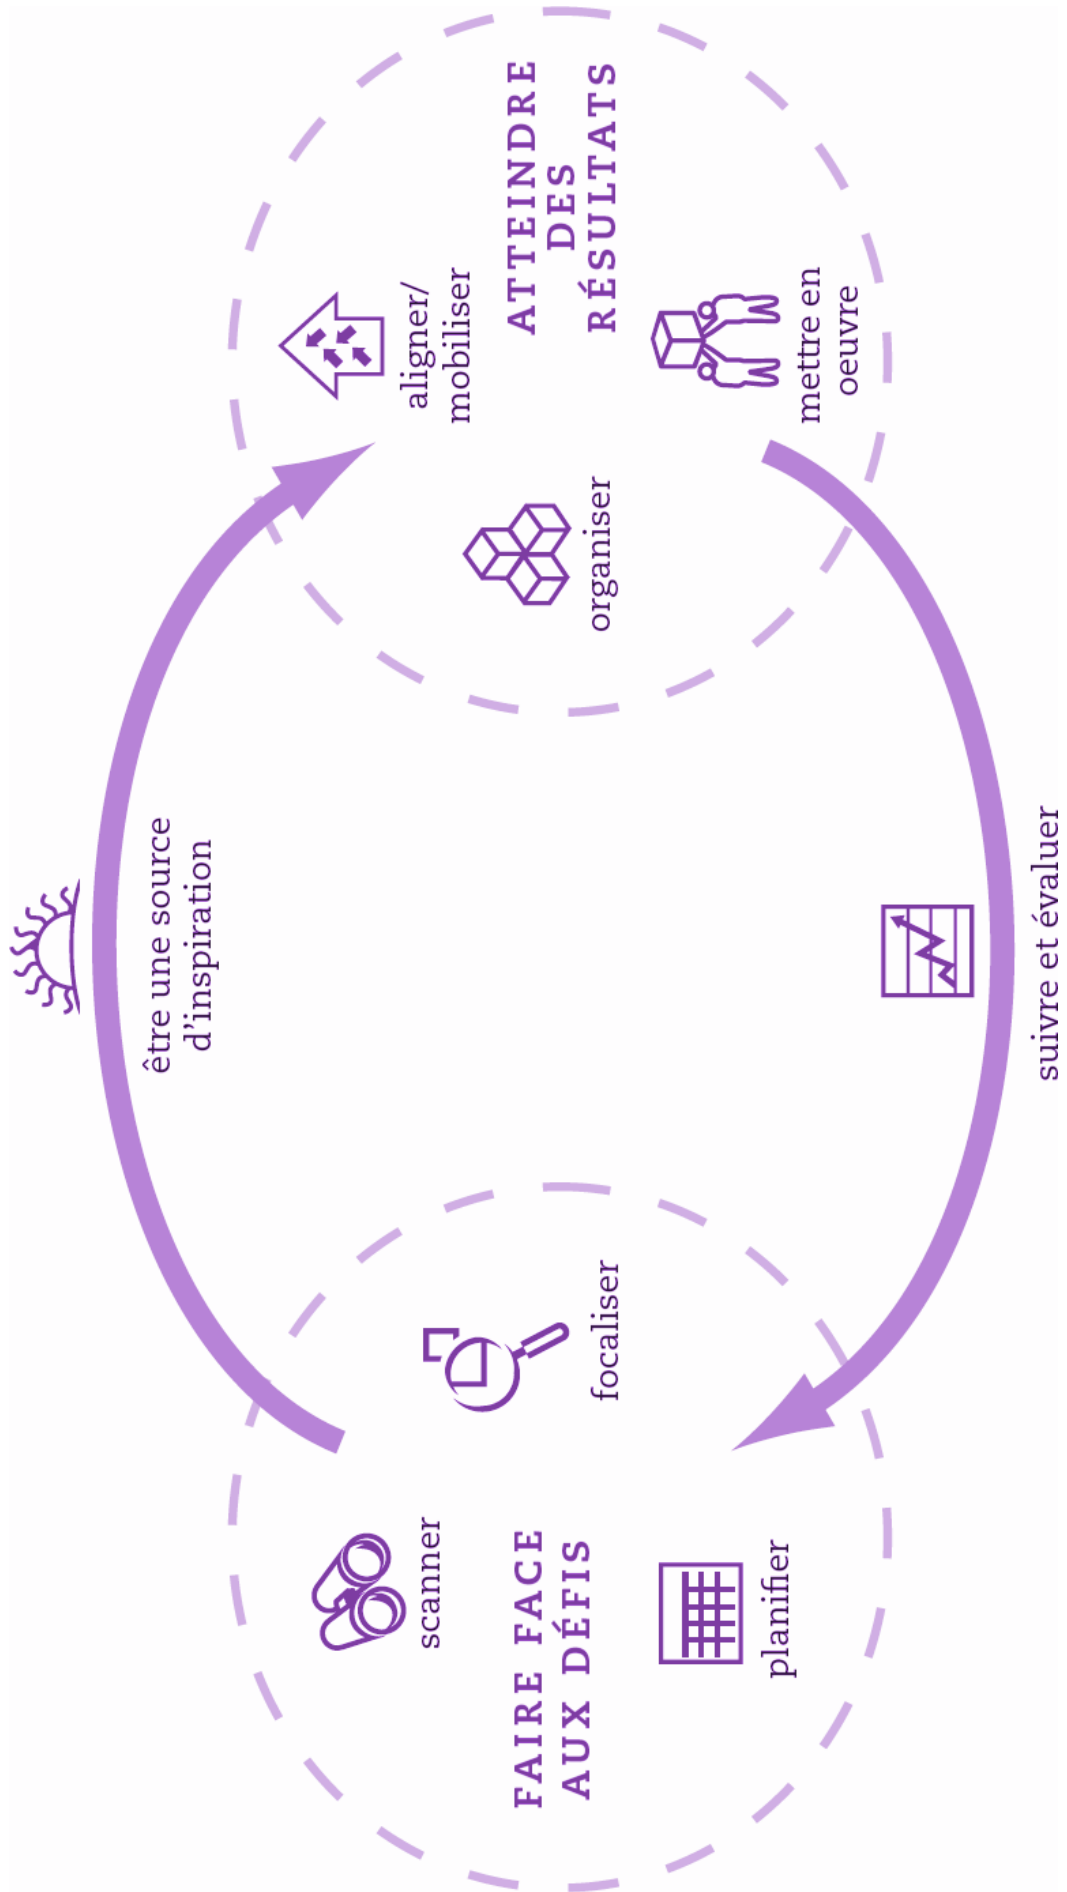 être une source
d'inspiration
scanner
FAIRE FACE
AUX DÉFIS
focaliser
planifier
aligner/
mobiliser
organiser
ATTEINDRE
DES
RÉSULTATS
mettre en
oeuvre
suivre et évaluer